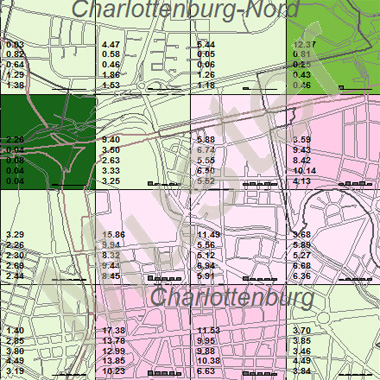 Charlottenburg-Nord
0.93 4.47 5.44 12.37
0.82 0.58 0.05 0.81
0.64 0.46 0.06 0.25
1.29 1.86 1.26 0.43
1.38 1.53 1.18 0.46
2.26 9.40 5.88 3.59
0.04 3.50 6.74 9.43
0.08 2.63 5.55 8.42
0.04 3.33 6.50 10.14
0.04 3.25 5.52 4.13
3.29 15.86 11.49 3.68
2.26 9.94 5.56 5.89
2.30 8.32 5.12 5.27
2.69 9.44 6.94 6.68
2.44 8.45 5.91 6.36
Charlottenburg
1.40 17.38 11.53 3.70
2.85 13.76 9.95 3.85
3.80 12.99 9.88 3.46
4.49 13.85 10.38 4.49
3.19 10.23 6.63 3.84